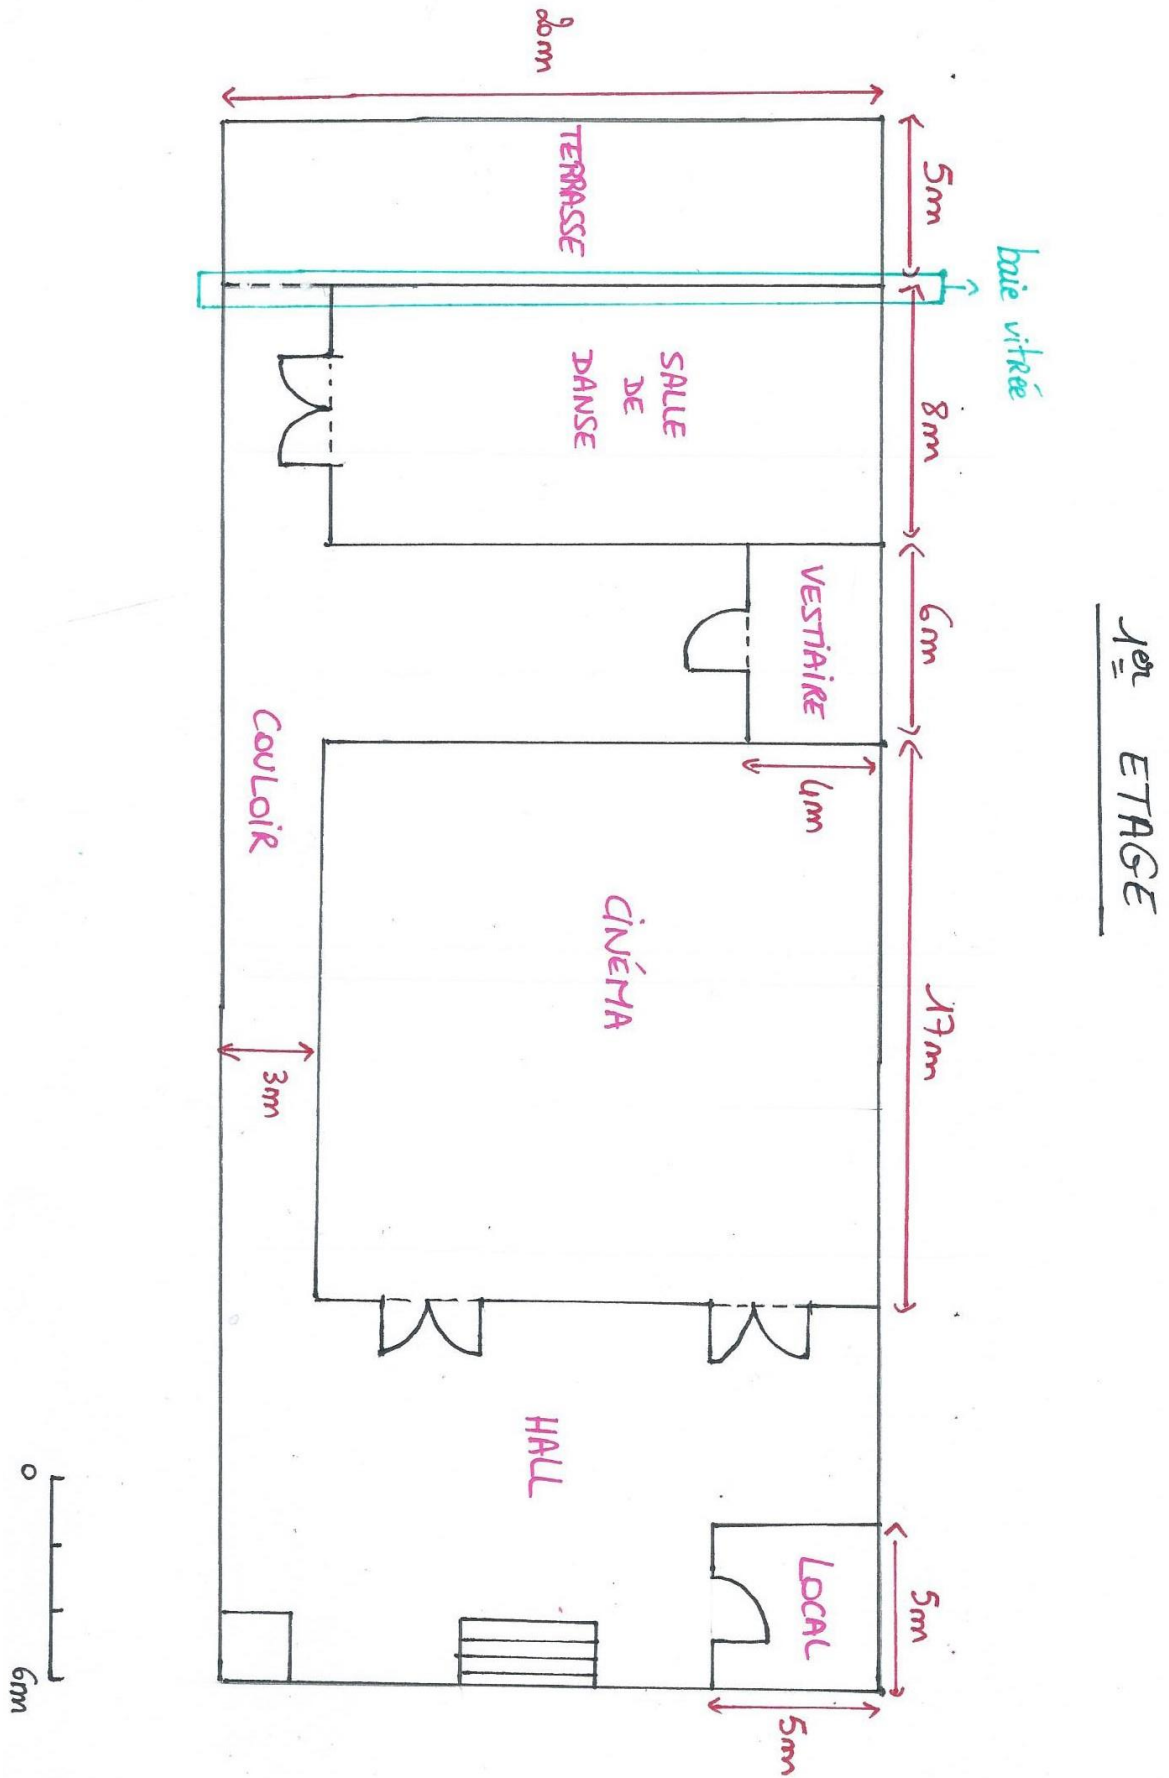 1er ETAGE
20m
5m
8m
6m
17m
baie vitrée
TERRASSE
SALLE
DE
DANSE
VESTIAIRE
4m
COULOIR
CINÉMA
3m
HALL
LOCAL
5m
5m
0
6m